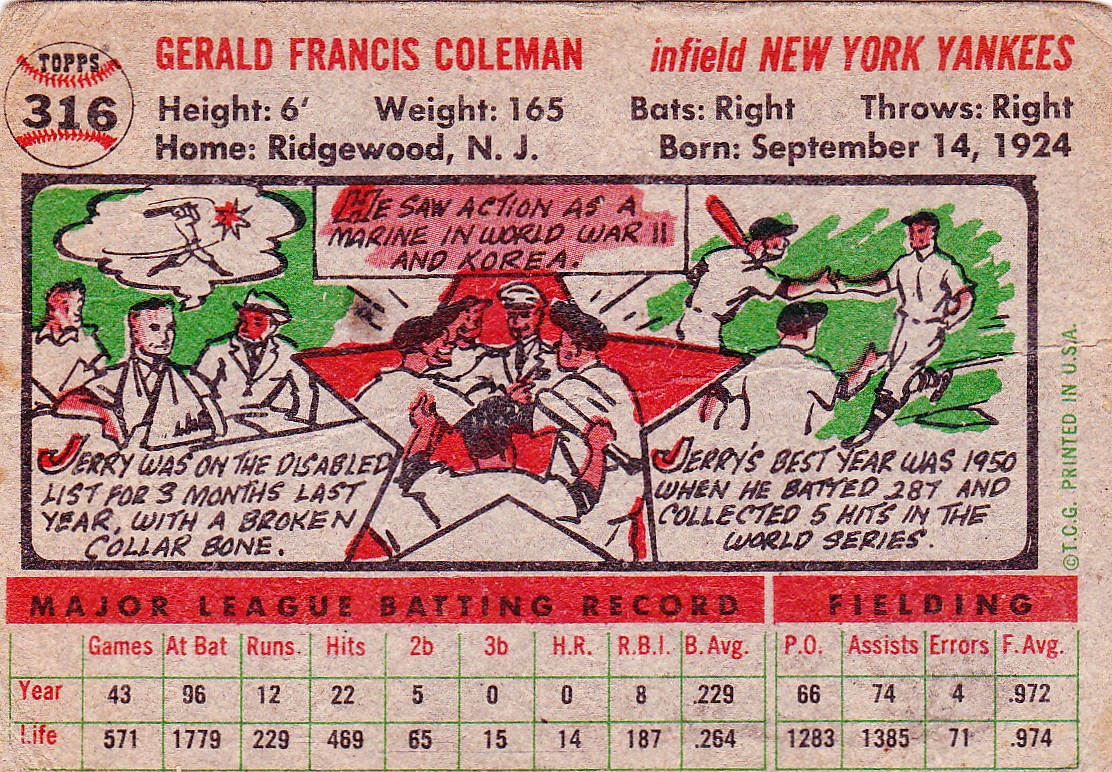 TOPPS
316
GERALD FRANCIS COLEMAN infield NEW YORK YANKEES
Height: 6' Weight: 165 Bats: Right Throws: Right
Home: Ridgewood, N. J. Born: September 14, 1924
HE SAW ACTION AS A
MARINE IN WORLD WAR II
AND KOREA.
JERRY WAS ON THE DISABLED
LIST FOR 3 MONTHS LAST
YEAR, WITH A BROKEN
COLLAR BONE.
JERRY'S BEST YEAR WAS 1950
WHEN HE BATTED 287 AND
COLLECTED 5 HITS IN THE
WORLD SERIES.
©T.C.G. PRINTED IN U.S.A.
MAJOR LEAGUE BATTING RECORD FIELDING
Games At Bat Runs Hits 2b 3b H.R. R.B.I. B. Avg. P.O. Assists Errors F. Avg.
Year 43 96 12 22 5 0 0 8 .229 66 74 4 .972
Life 571 1779 229 469 65 15 14 187 .264 1283 1385 71 .974